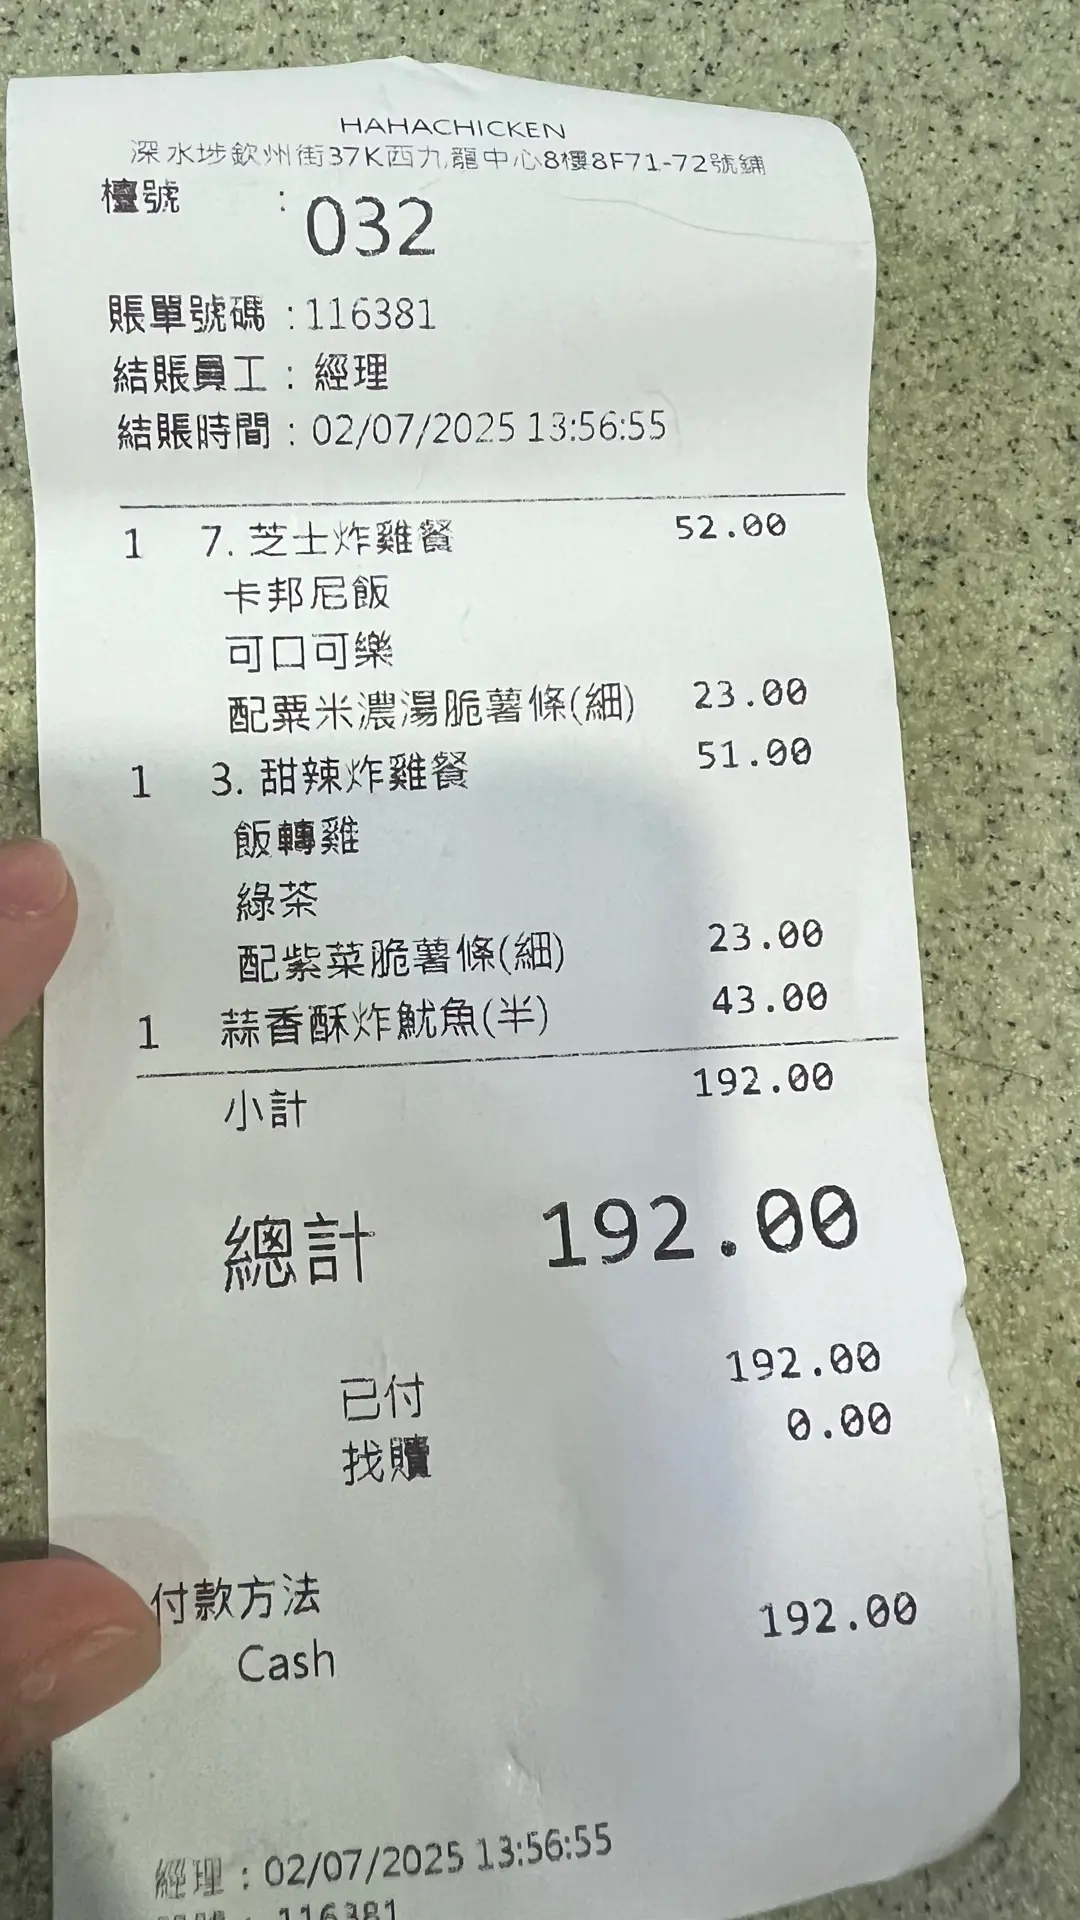 HAHACHICKEN
深水埗欽州街37K西九龍中心8樓8F71-72號鋪
檯號 : 032
賬單號碼 : 116381
結賬員工 : 經理
結賬時間 : 02/07/2025 13:56:55
1 7. 芝士炸雞餐 52.00
卡邦尼飯
可口可樂
配粟米濃湯脆薯條(細) 23.00
1 3. 甜辣炸雞餐 51.00
飯轉雞
綠茶
配紫菜脆薯條(細) 23.00
1 蒜香酥炸魷魚(半) 43.00
小計 192.00
總計 192.00
已付 192.00
找贖 0.00
付款方法
Cash 192.00
經理 : 02/07/2025 13:56:55
116381